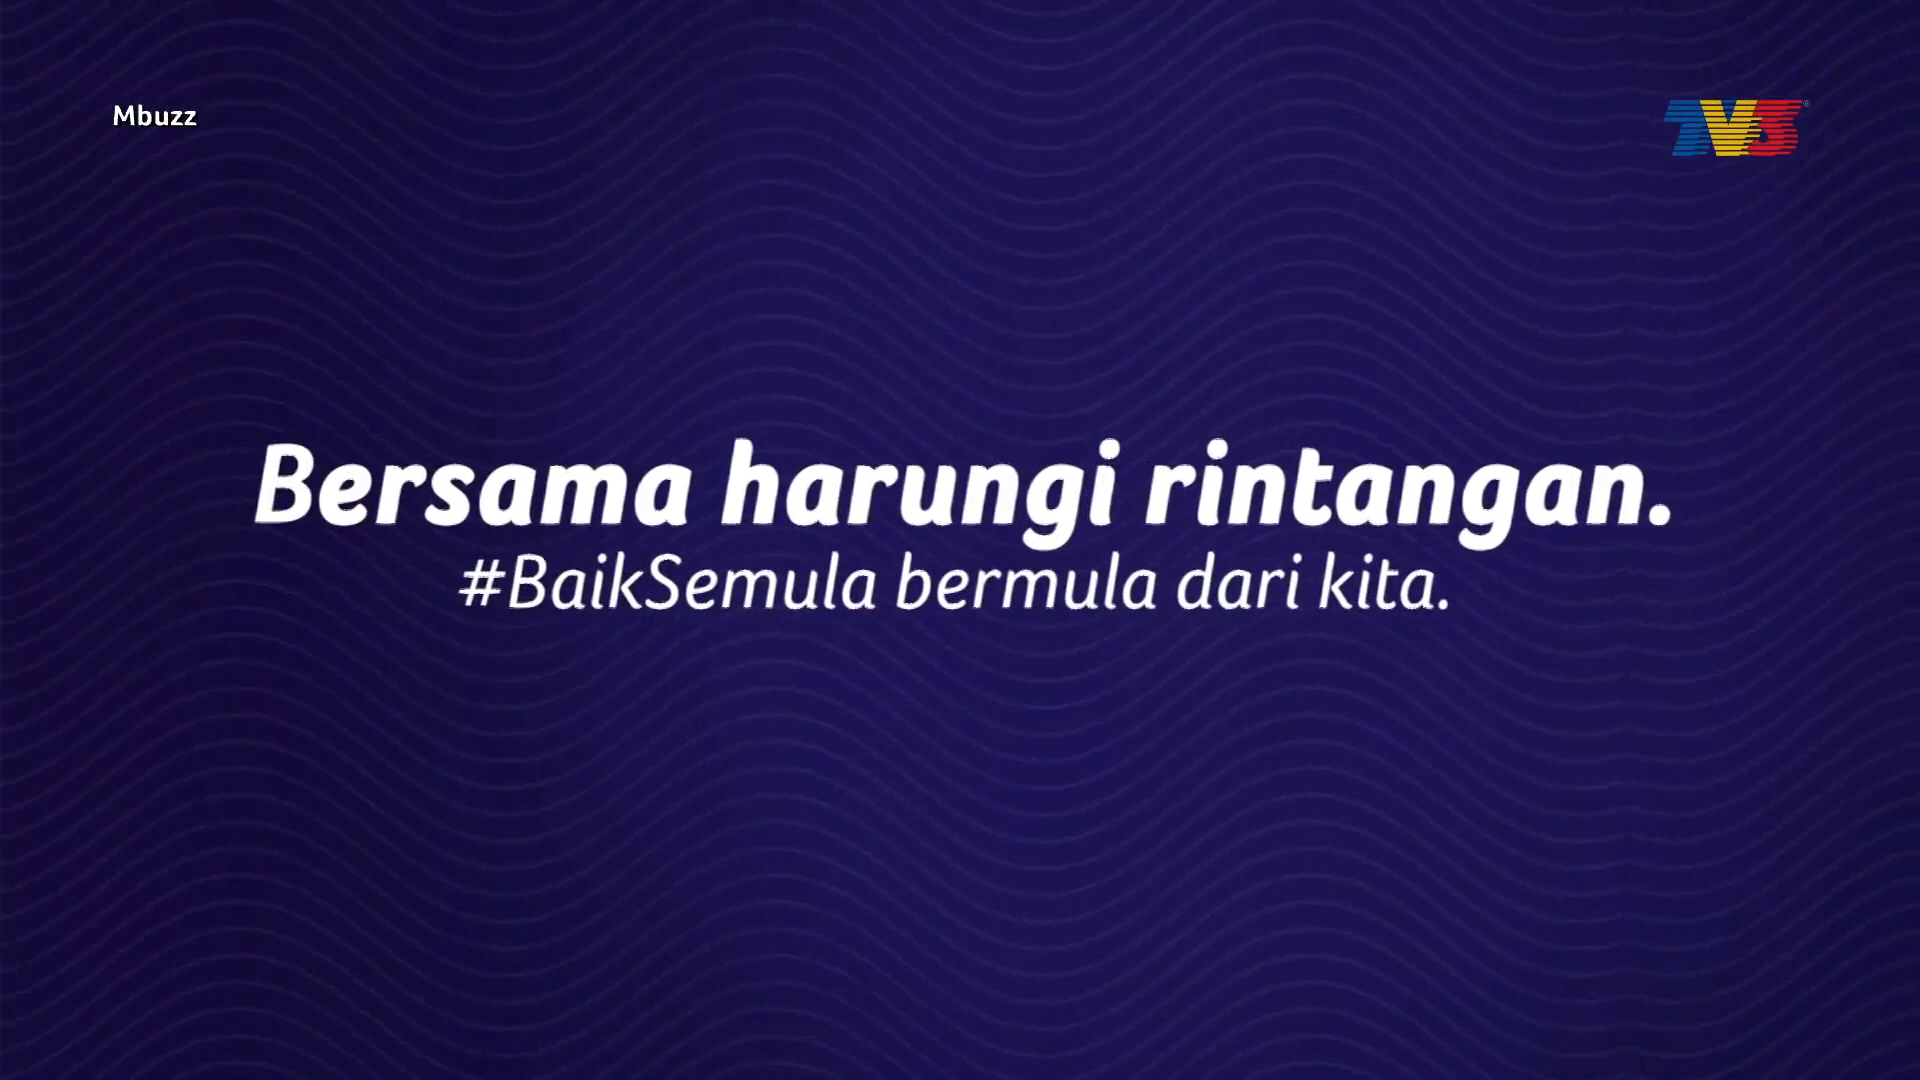 Mbuzz
TV3
Bersama harungi rintangan.
#BaikSemula bermula dari kita.